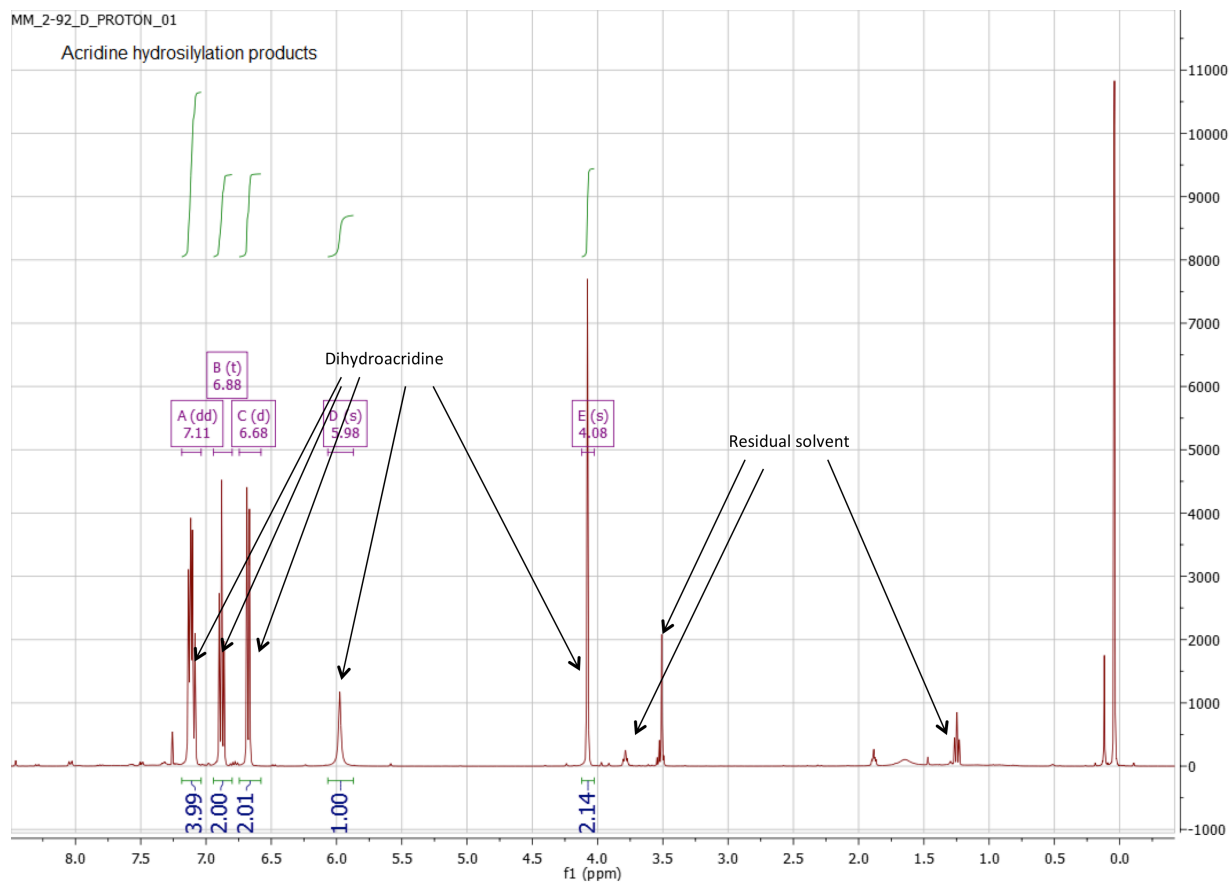 MM_2-92_D_PROTON_01
Acridine hydrosilylation products
11000
10000
9000
8000
7000
6000
5000
4000
3000
2000
1000
0
-1000
Dihydroacridine
B (t)
6.88
A (dd)
7.11
C (d)
6.68
D (s)
5.98
E (s)
4.08
Residual solvent
3.99
2.00
2.01
1.00
2.14
8.0 7.5 7.0 6.5 6.0 5.5 5.0 4.5 4.0 3.5 3.0 2.5 2.0 1.5 1.0 0.5 0.0
f1 (ppm)